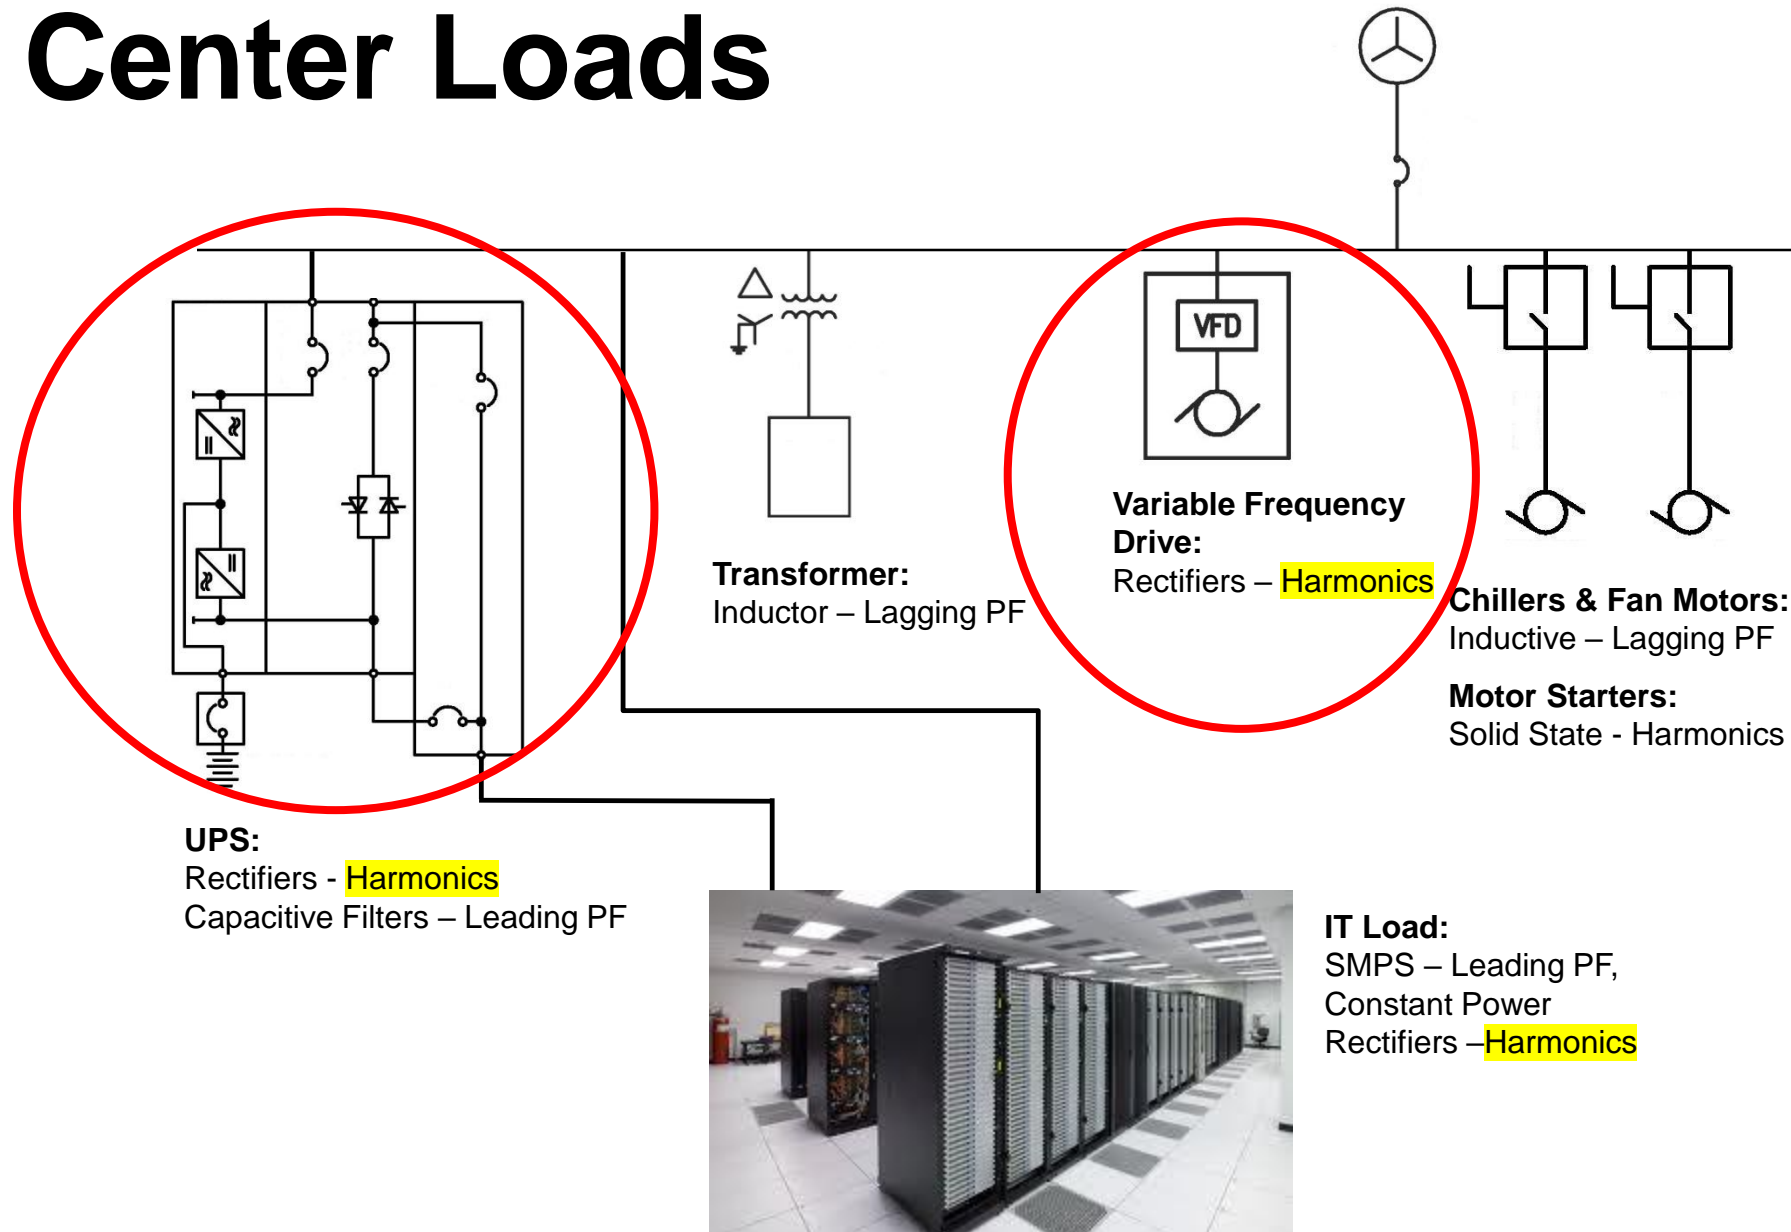 Center Loads
VFD
Variable Frequency
Drive:
Rectifiers – Harmonics
Transformer:
Inductor – Lagging PF
Chillers & Fan Motors:
Inductive – Lagging PF
Motor Starters:
Solid State - Harmonics
UPS:
Rectifiers - Harmonics
Capacitive Filters – Leading PF
IT Load:
SMPS – Leading PF,
Constant Power
Rectifiers –Harmonics